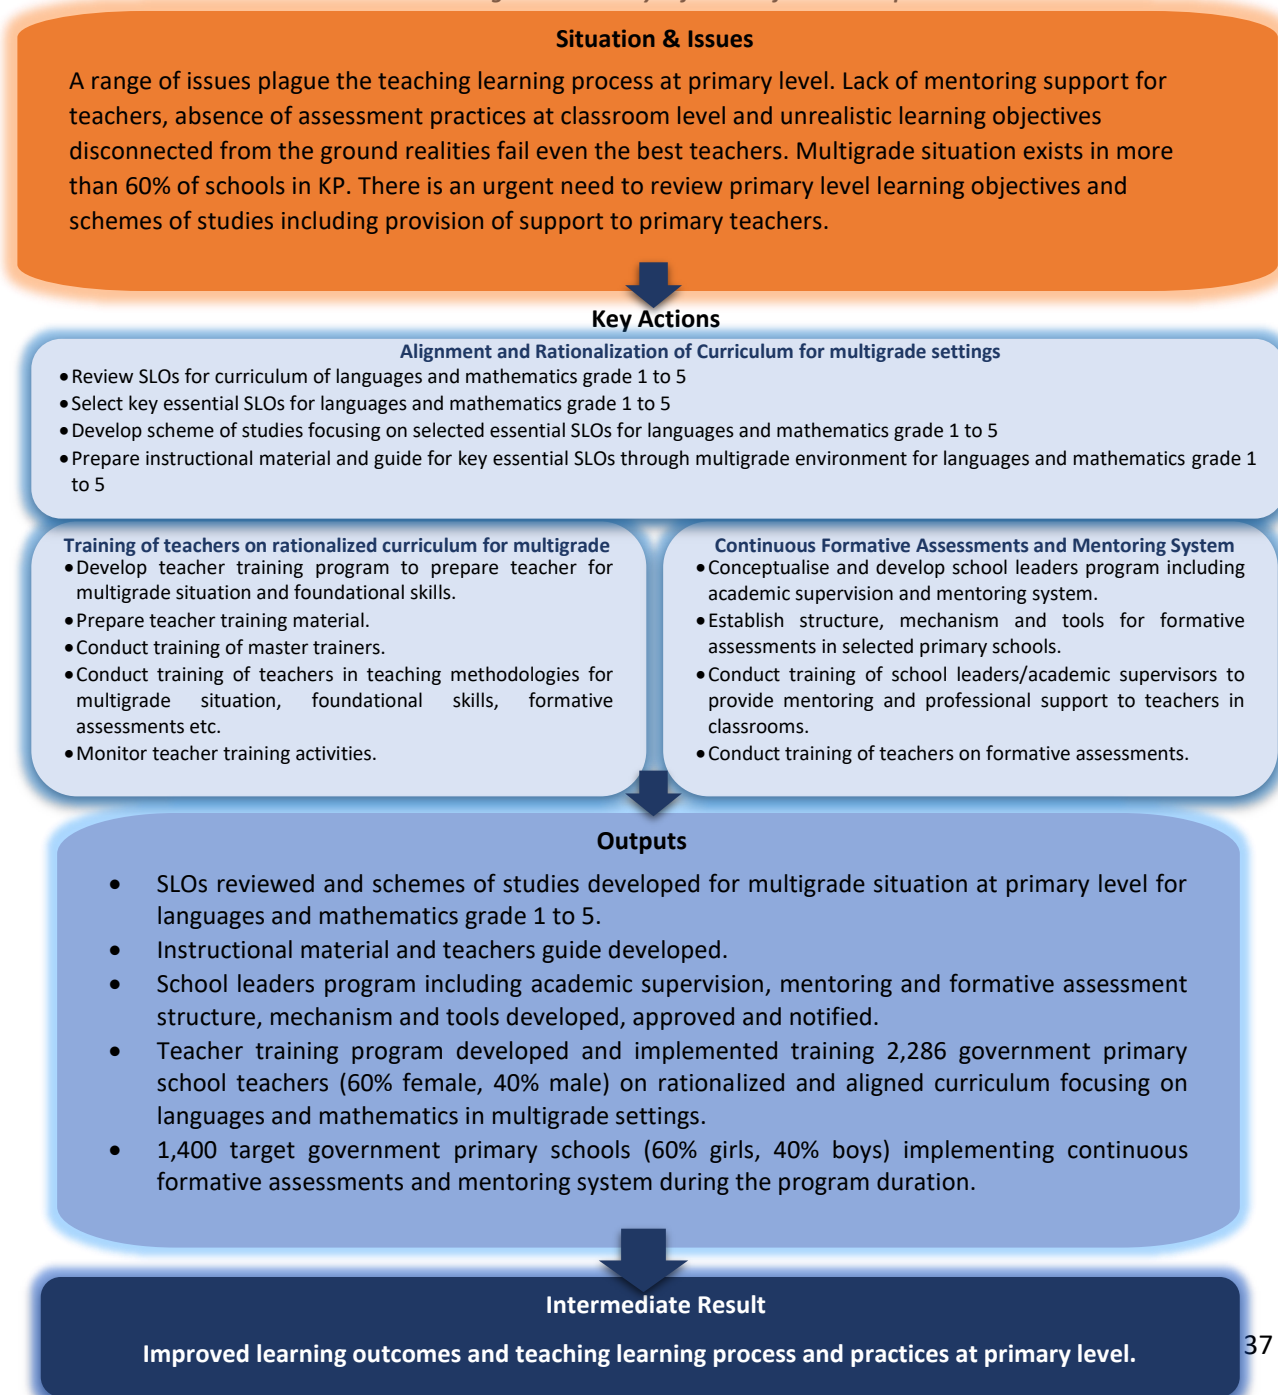 Situation & Issues
A range of issues plague the teaching learning process at primary level. Lack of mentoring support for
teachers, absence of assessment practices at classroom level and unrealistic learning objectives
disconnected from the ground realities fail even the best teachers. Multigrade situation exists in more
than 60% of schools in KP. There is an urgent need to review primary level learning objectives and
schemes of studies including provision of support to primary teachers.
Key Actions
Alignment and Rationalization of Curriculum for multigrade settings
•Review SLOs for curriculum of languages and mathematics grade 1 to 5
•Select key essential SLOs for languages and mathematics grade 1 to 5
•Develop scheme of studies focusing on selected essential SLOs for languages and mathematics grade 1 to 5
•Prepare instructional material and guide for key essential SLOs through multigrade environment for languages and mathematics grade 1
to 5
Training of teachers on rationalized curriculum for multigrade
•Develop teacher training program to prepare teacher for
multigrade situation and foundational skills.
•Prepare teacher training material.
•Conduct training of master trainers.
•Conduct training of teachers in teaching methodologies for
multigrade situation, foundational skills, formative
assessments etc.
•Monitor teacher training activities.
Continuous Formative Assessments and Mentoring System
•Conceptualise and develop school leaders program including
academic supervision and mentoring system.
•Establish structure, mechanism and tools for formative
assessments in selected primary schools.
•Conduct training of school leaders/academic supervisors to
provide mentoring and professional support to teachers in
classrooms.
•Conduct training of teachers on formative assessments.
Outputs
• SLOs reviewed and schemes of studies developed for multigrade situation at primary level for
languages and mathematics grade 1 to 5.
• Instructional material and teachers guide developed.
• School leaders program including academic supervision, mentoring and formative assessment
structure, mechanism and tools developed, approved and notified.
• Teacher training program developed and implemented training 2,286 government primary
school teachers (60% female, 40% male) on rationalized and aligned curriculum focusing on
languages and mathematics in multigrade settings.
• 1,400 target government primary schools (60% girls, 40% boys) implementing continuous
formative assessments and mentoring system during the program duration.
Intermediate Result
Improved learning outcomes and teaching learning process and practices at primary level.
37